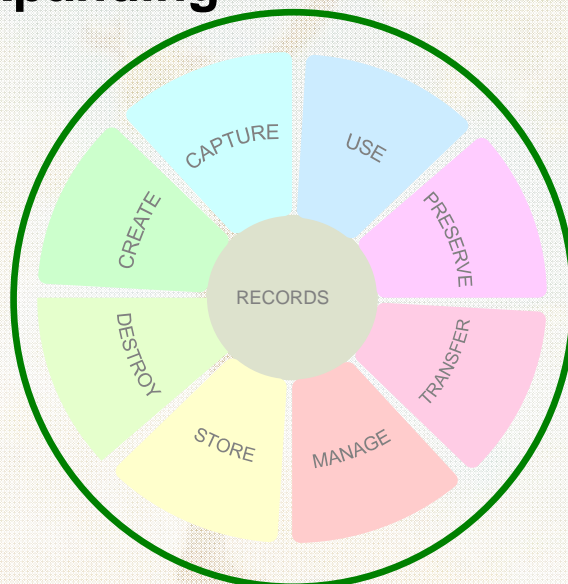 CAPTURE
USE
PRESERVE
TRANSFER
MANAGE
STORE
DESTROY
CREATE
RECORDS